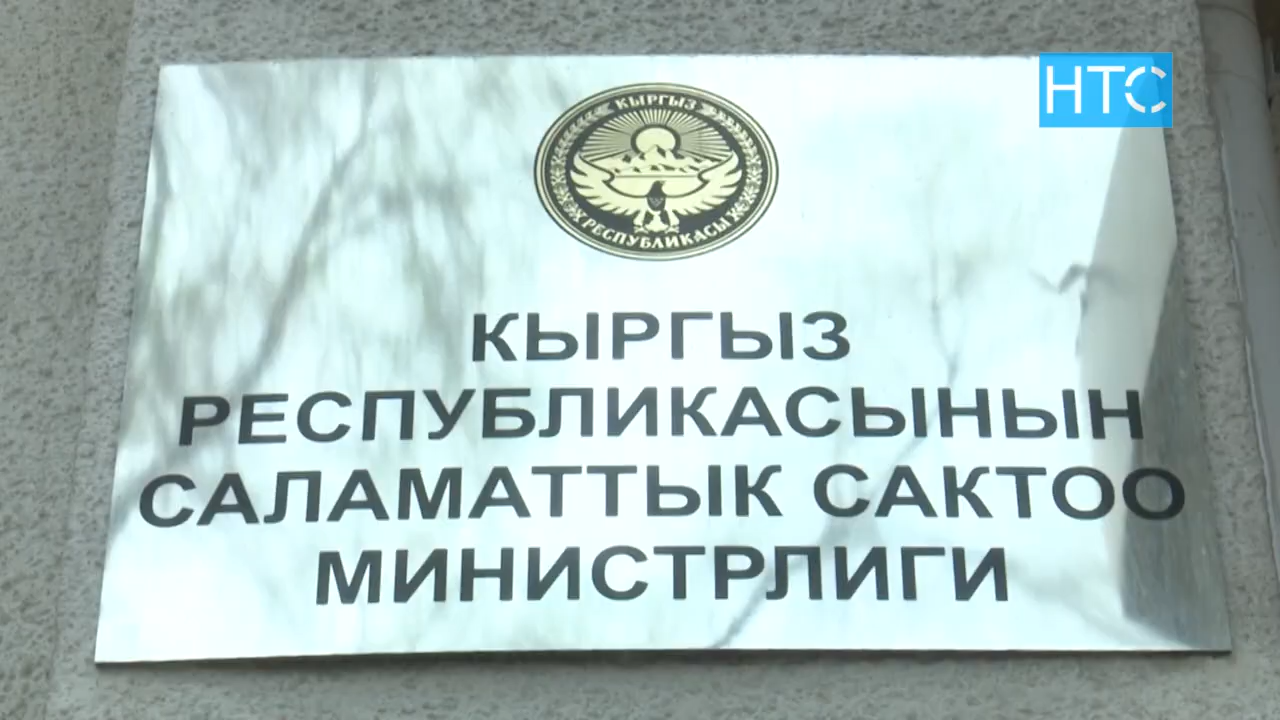 НТС
КЫРГЫЗ
РЕСПУБЛИКАСЫ
КЫРГЫЗ
РЕСПУБЛИКАСЫНЫН
САЛАМАТТЫК САКТОО
МИНИСТРЛИГИ